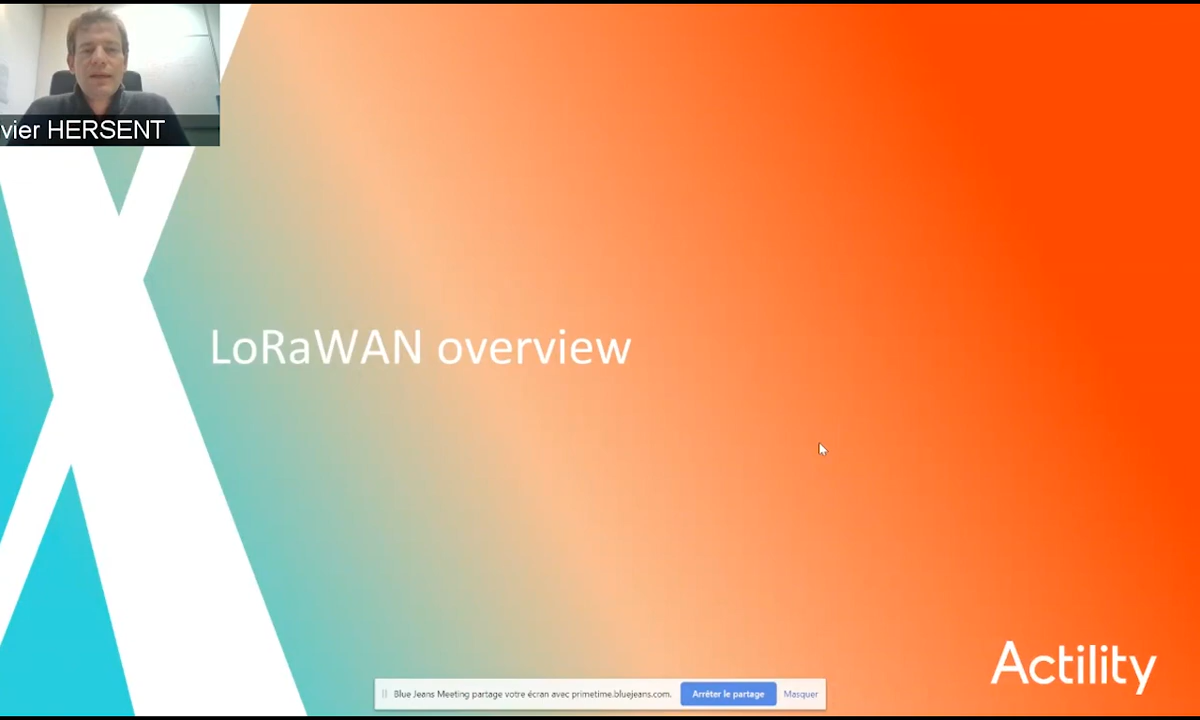 vier HERSENT
LoRaWAN overview
Actility
Blue Jeans Meeting partage votre écran avec primetime.bluejeans.com. Arrêter le partage Masquer